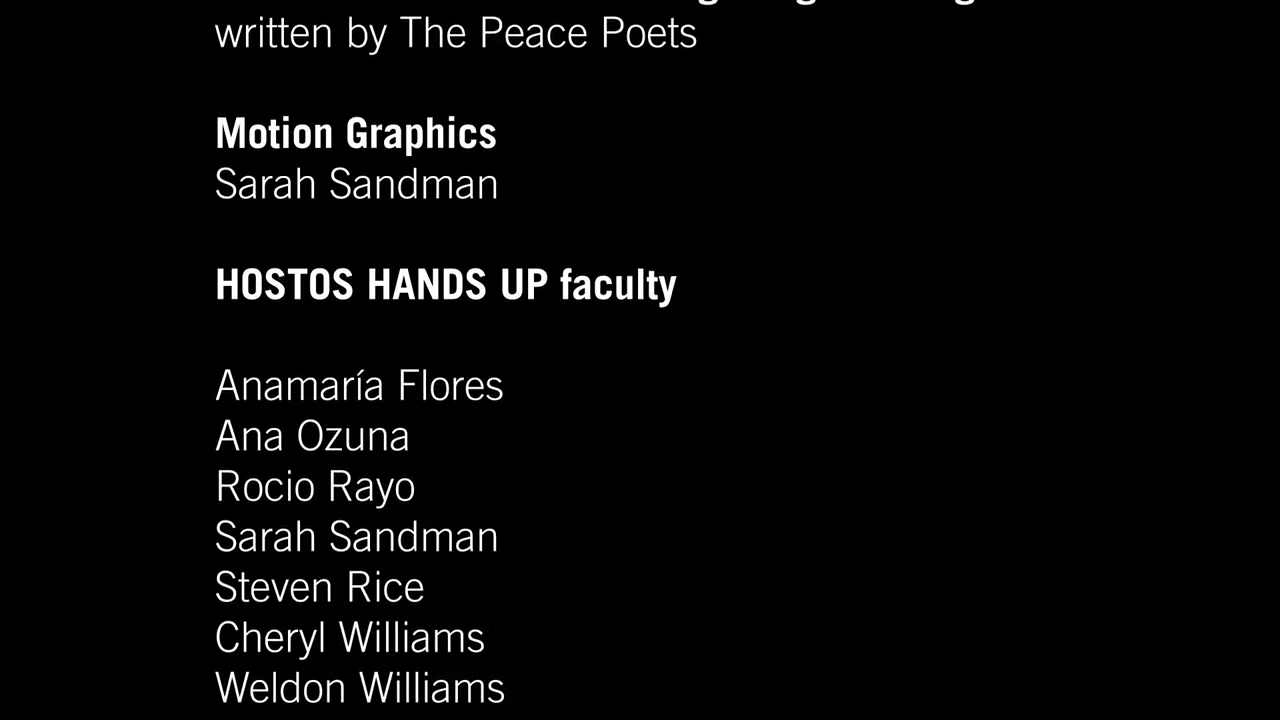 written by The Peace Poets
Motion Graphics
Sarah Sandman
HOSTOS HANDS UP faculty
Anamaría Flores
Ana Ozuna
Rocio Rayo
Sarah Sandman
Steven Rice
Cheryl Williams
Weldon Williams